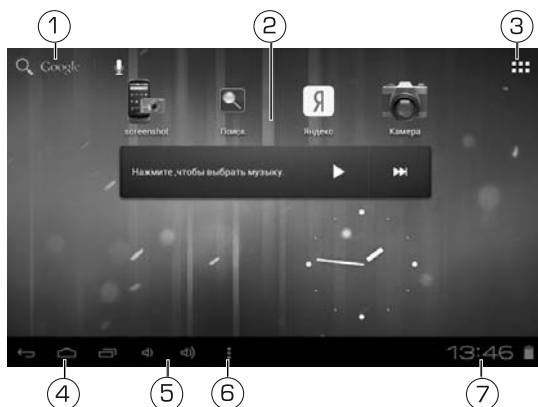 1 2 3
Google
screenshot Поиск Яндекс Камера
Я
Нажмите,чтобы выбрать музыку.
13:46
4 5 6 7